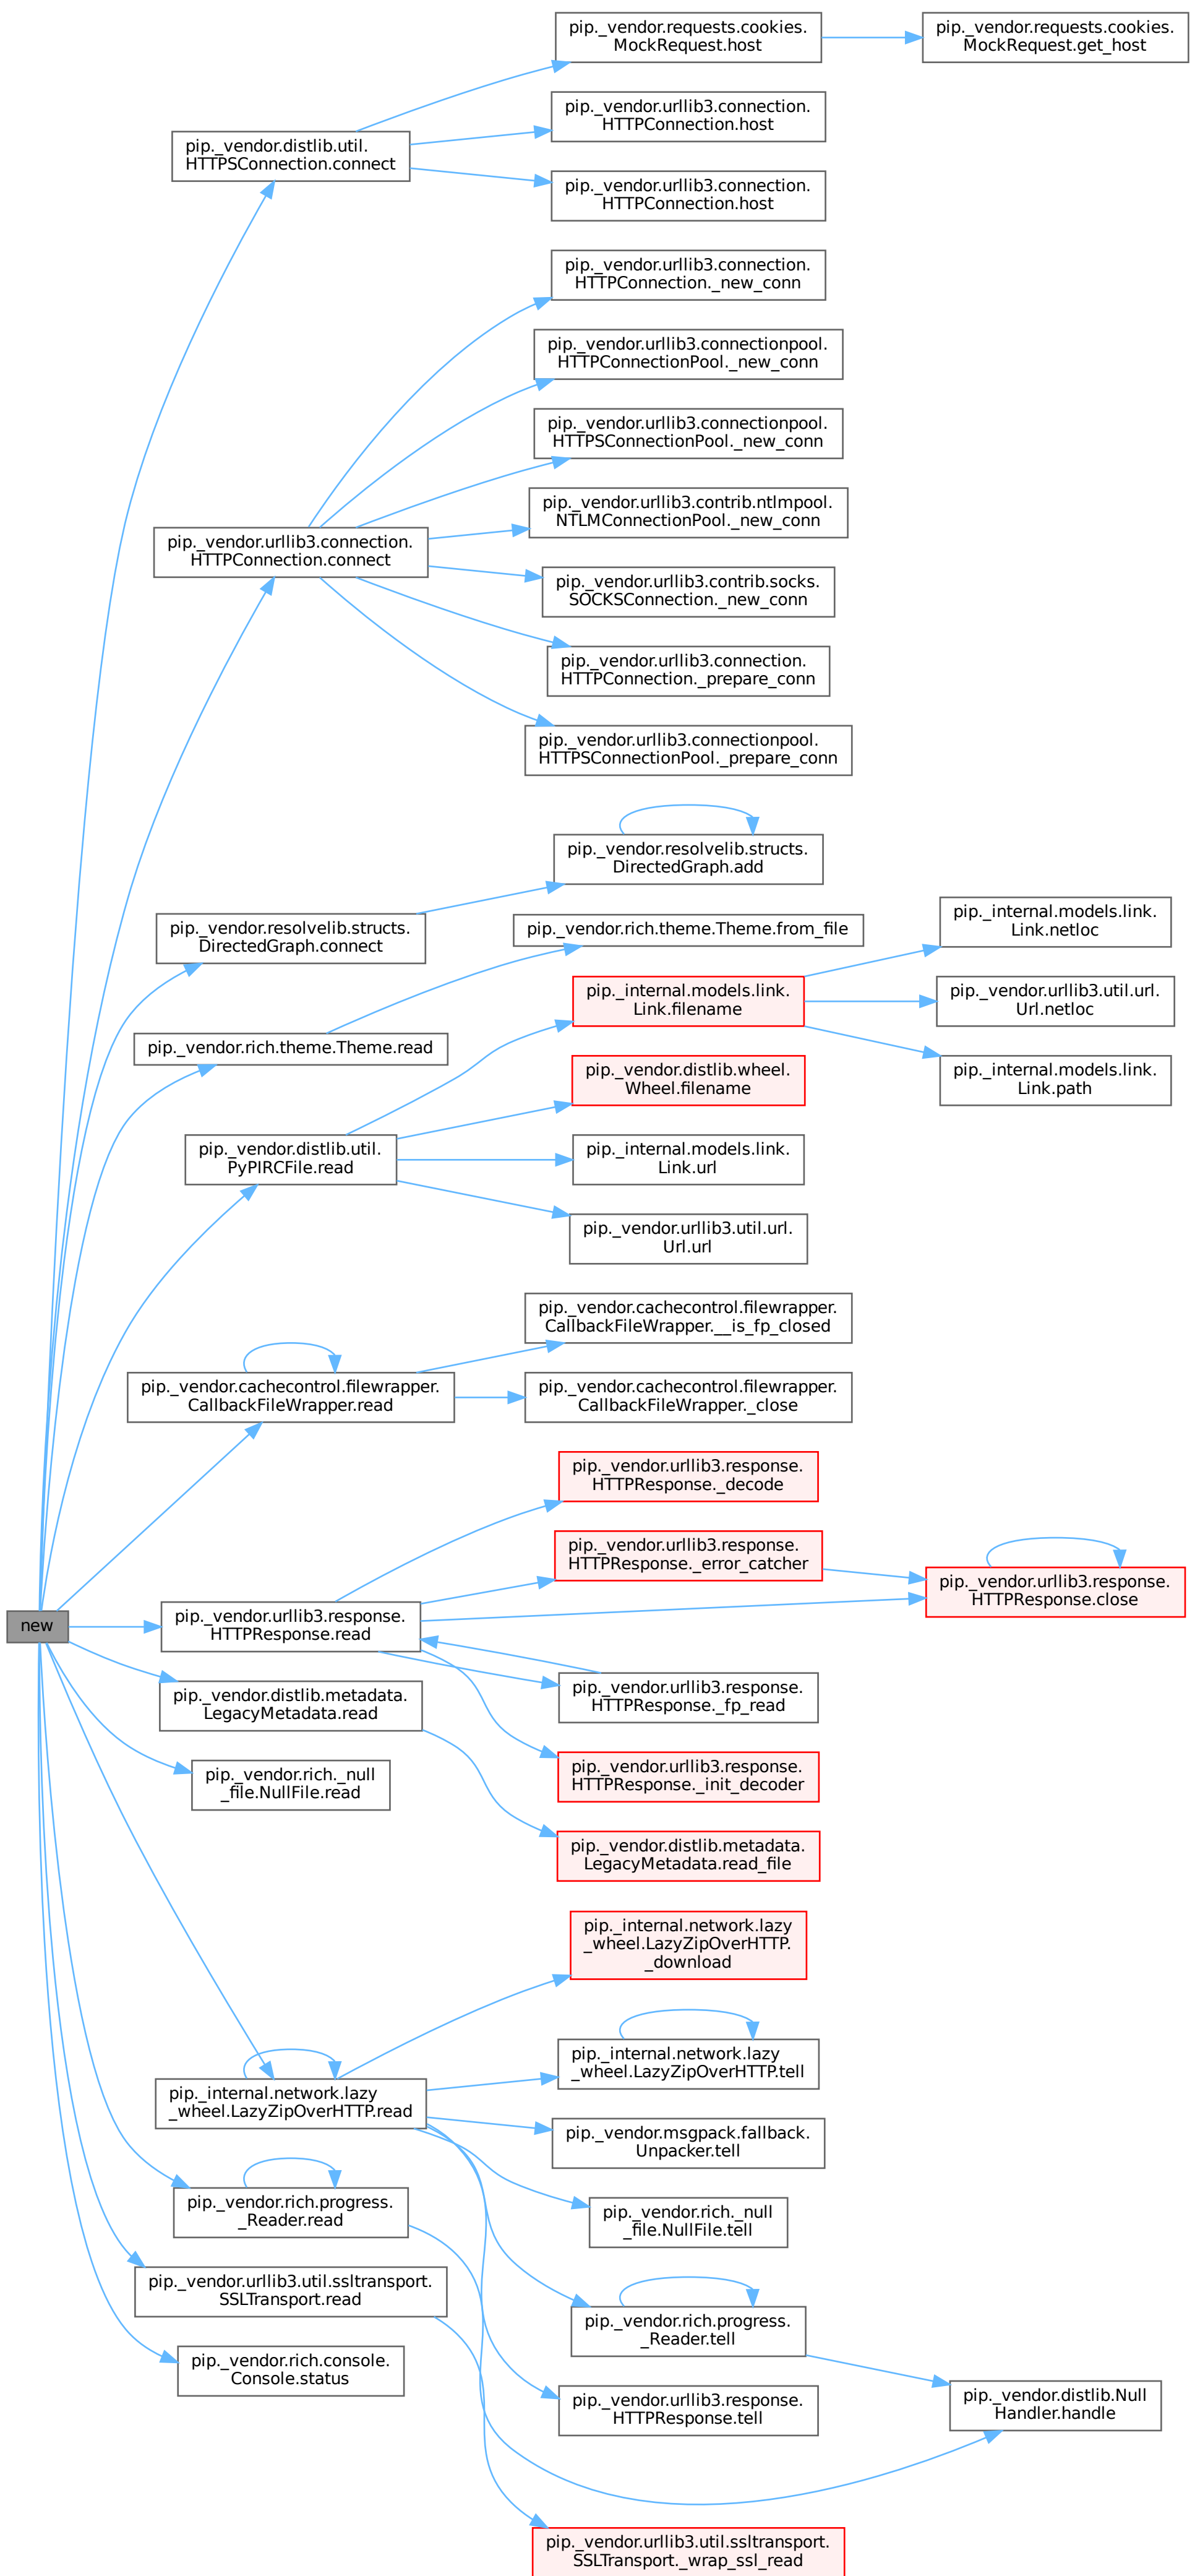 pip._vendor.requests.cookies.
MockRequest.host
pip._vendor.requests.cookies.
MockRequest.get_host
pip._vendor.urllib3.connection.
HTTPConnection.host
pip._vendor.distlib.util.
HTTPSConnection.connect
pip._vendor.urllib3.connection.
HTTPConnection.host
pip._vendor.urllib3.connection.
HTTPConnection._new_conn
pip._vendor.urllib3.connectionpool.
HTTPConnectionPool._new_conn
pip._vendor.urllib3.connectionpool.
HTTPSConnectionPool._new_conn
pip._vendor.urllib3.contrib.ntlmpool.
NTLMConnectionPool._new_conn
pip._vendor.urllib3.connection.
HTTPConnection.connect
pip._vendor.urllib3.contrib.socks.
SOCKSConnection._new_conn
pip._vendor.urllib3.connection.
HTTPConnection._prepare_conn
pip._vendor.urllib3.connectionpool.
HTTPSConnectionPool._prepare_conn
pip._vendor.resolvelib.structs.
DirectedGraph.add
pip._vendor.resolvelib.structs.
DirectedGraph.connect
pip._vendor.rich.theme.Theme.from_file
pip._internal.models.link.
Link.netloc
pip._internal.models.link.
Link.filename
pip._vendor.urllib3.util.url.
Url.netloc
pip._vendor.rich.theme.Theme.read
pip._vendor.distlib.wheel.
Wheel.filename
pip._internal.models.link.
Link.path
pip._vendor.distlib.util.
PyPIRCFile.read
pip._internal.models.link.
Link.url
pip._vendor.urllib3.util.url.
Url.url
pip._vendor.cachecontrol.filewrapper.
CallbackFileWrapper.__is_fp_closed
pip._vendor.cachecontrol.filewrapper.
CallbackFileWrapper.read
pip._vendor.cachecontrol.filewrapper.
CallbackFileWrapper._close
pip._vendor.urllib3.response.
HTTPResponse._decode
pip._vendor.urllib3.response.
HTTPResponse._error_catcher
pip._vendor.urllib3.response.
HTTPResponse.close
new
pip._vendor.urllib3.response.
HTTPResponse.read
pip._vendor.urllib3.response.
HTTPResponse._fp_read
pip._vendor.distlib.metadata.
LegacyMetadata.read
pip._vendor.urllib3.response.
HTTPResponse._init_decoder
pip._vendor.rich._null
_file.NullFile.read
pip._vendor.distlib.metadata.
LegacyMetadata.read_file
pip._internal.network.lazy
_wheel.LazyZipOverHTTP.
_download
pip._internal.network.lazy
_wheel.LazyZipOverHTTP.tell
pip._internal.network.lazy
_wheel.LazyZipOverHTTP.read
pip._vendor.msgpack.fallback.
Unpacker.tell
pip._vendor.rich.progress.
_Reader.read
pip._vendor.rich._null
_file.NullFile.tell
pip._vendor.urllib3.util.ssltransport.
SSLTransport.read
pip._vendor.rich.progress.
_Reader.tell
pip._vendor.rich.console.
Console.status
pip._vendor.urllib3.response.
HTTPResponse.tell
pip._vendor.distlib.Null
Handler.handle
pip._vendor.urllib3.util.ssltransport.
SSLTransport._wrap_ssl_read